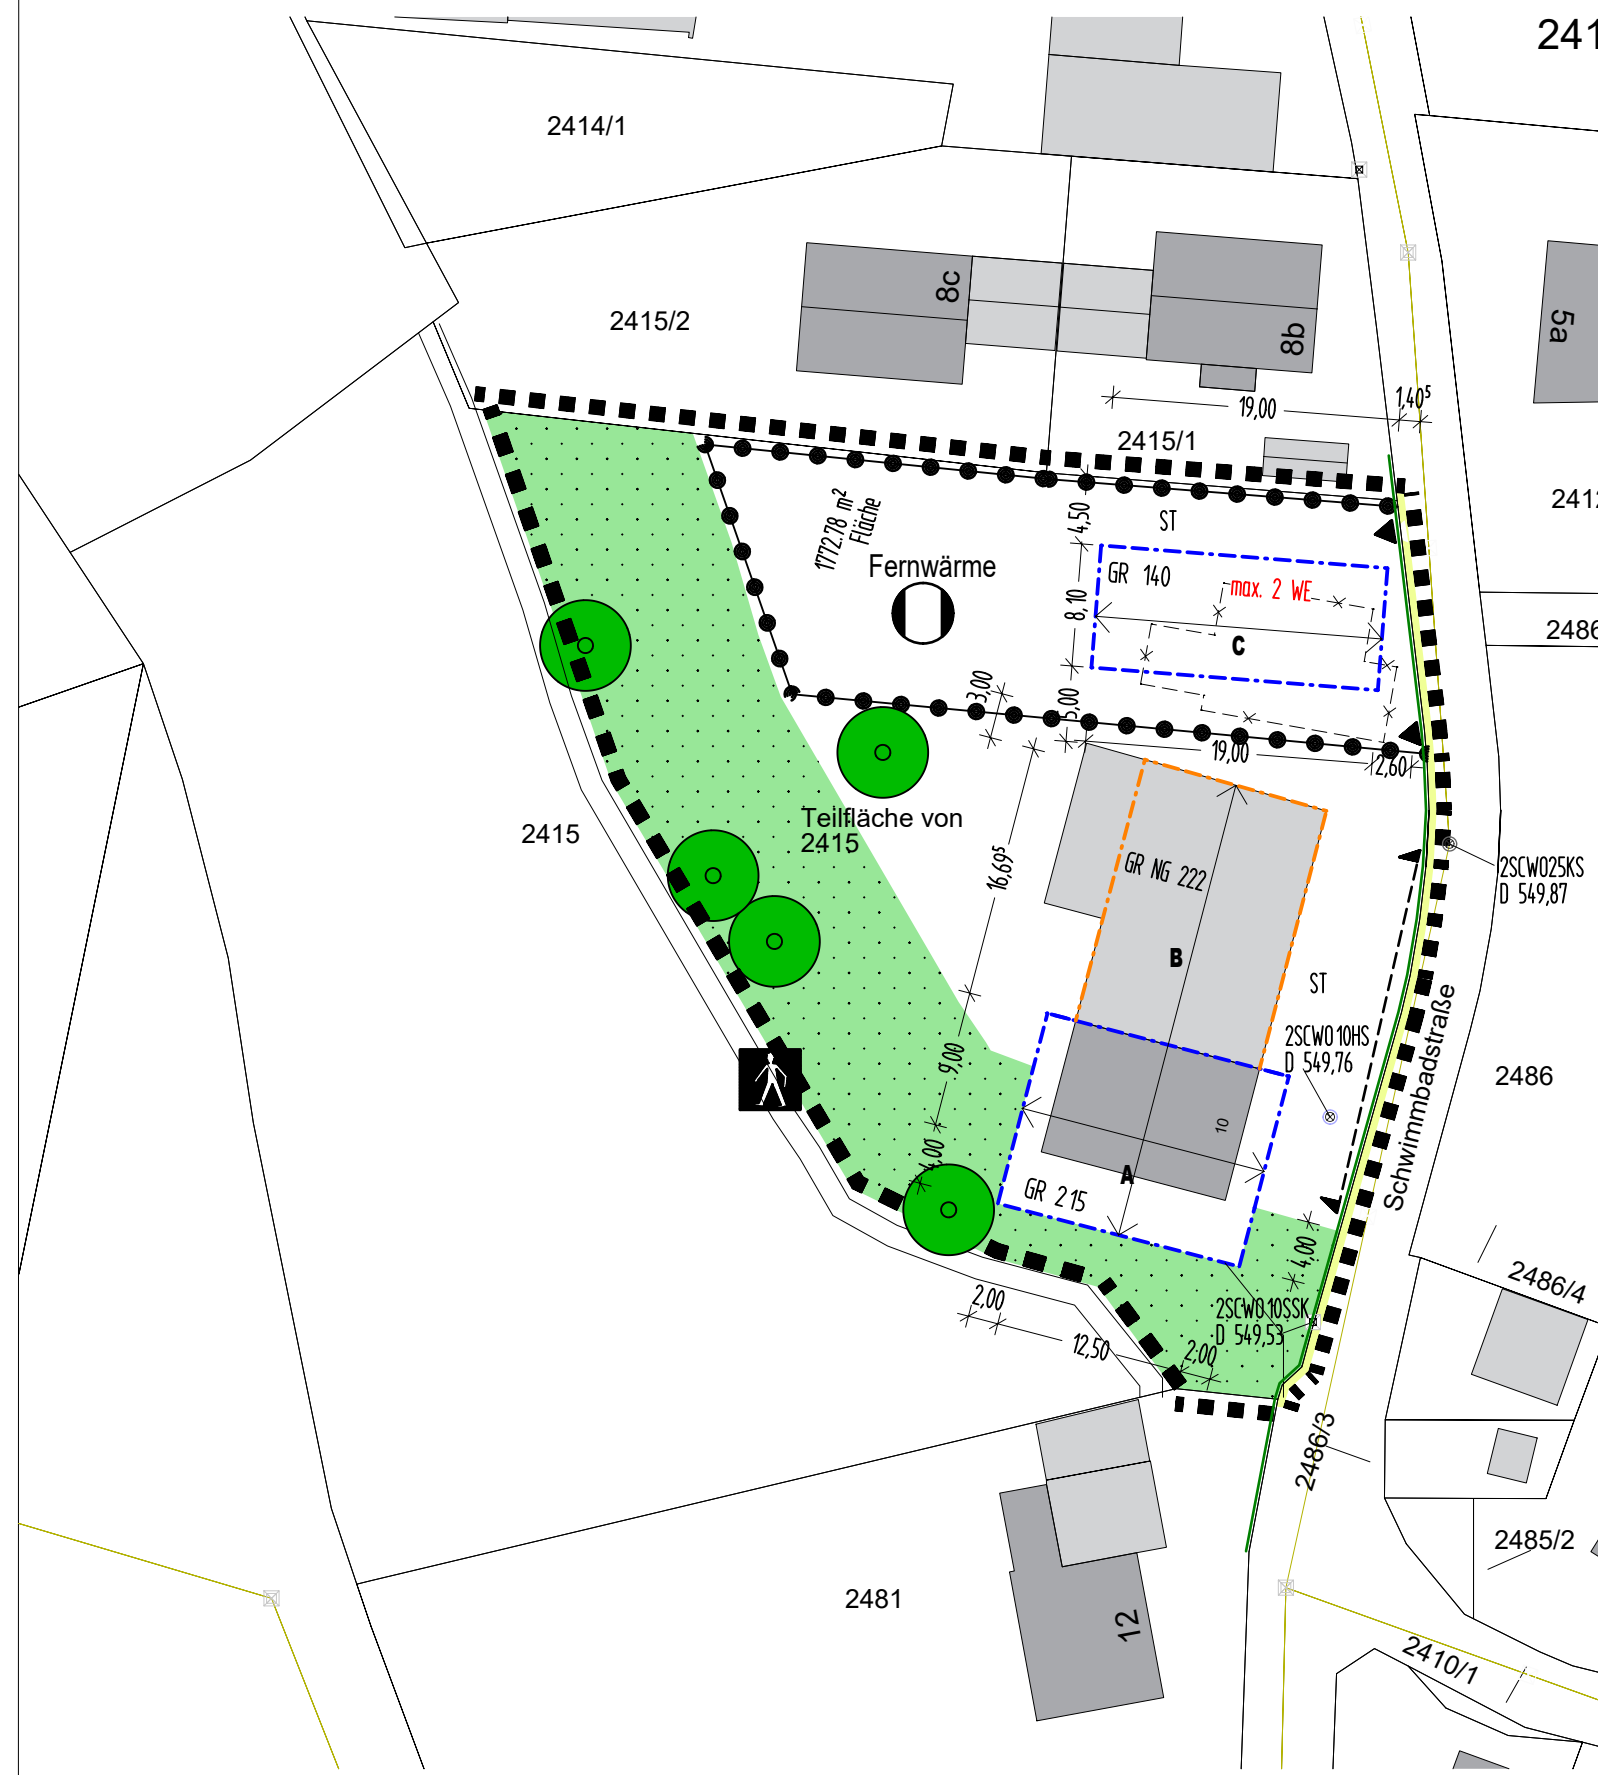 241
2414/1
8c
2415/2
8b
5a
19,00
1,40⁵
2415/1
2412
1772.78 m²
Fläche
4,50
ST
Fernwärme
GR 140
max. 2 WE
8,10
C
2486
3,00
5,00
19,00
2,60
Teilfläche von
2415
2415
16,69⁵
GR NG 222
2SCW025KS
D 549,87
B
ST
Schwimmbadstraße
2SCW010HS
D 549,76
9,00
2486
10
4,00
A
GR 215
4,00
2486/4
2,00
2SCW010SSK
D 549,53
12,50
2,00
2486/3
2485/2
2481
12
2410/1